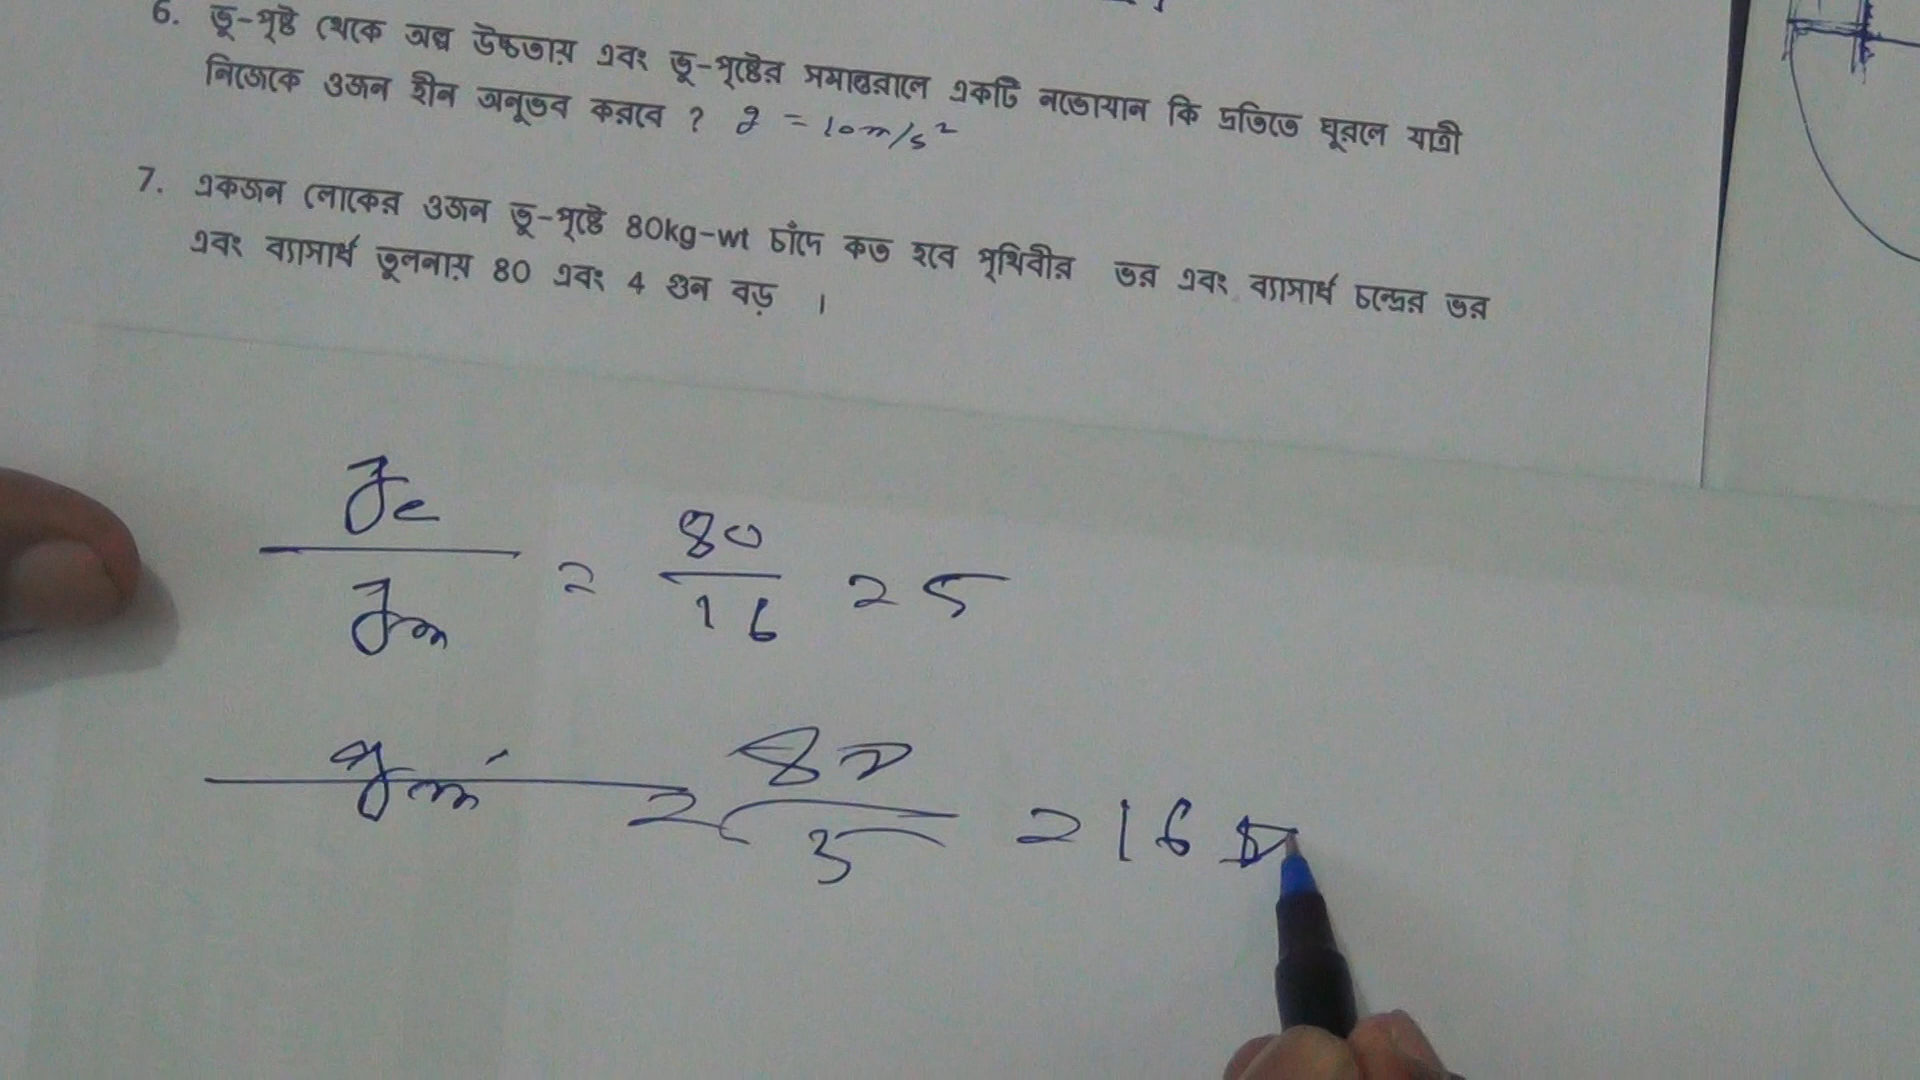 6. ভূ-পৃষ্ঠ থেকে অল্প উচ্চতায় এবং ভূ-পৃষ্ঠের সমান্তরালে একটি নভোযান কি দ্রতিতে ঘূরলে যাত্রী
নিজেকে ওজন হীন অনূভব করবে ? g = 10m/s²
7. একজন লোকের ওজন ভূ-পৃষ্ঠে 80kg-wt চাঁদে কত হবে পৃথিবীর ভর এবং ব্যাসার্ধ চন্দ্রের ভর
এবং ব্যাসার্ধ তূলনায় 80 এবং 4 গুন বড় ।
ge/gm = 80/16 = 5
gm = 80/5 = 16